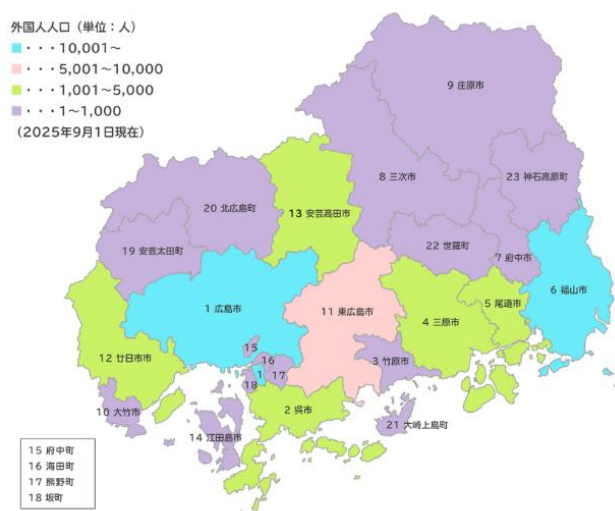 外国人人口（単位：人）
・・・10,001～
・・・5,001～10,000
・・・1,001～5,000
・・・1～1,000
（2025年9月1日現在）
9 庄原市
8 三次市
23 神石高原町
20 北広島町
13 安芸高田市
22 世羅町
7 府中市
19 安芸太田町
6 福山市
1 広島市
11 東広島市
5 尾道市
4 三原市
15
16
3 竹原市
12 廿日市市
1
17
18
10 大竹市
2 呉市
21 大崎上島町
14 江田島市
15 府中町
16 海田町
17 熊野町
18 坂町